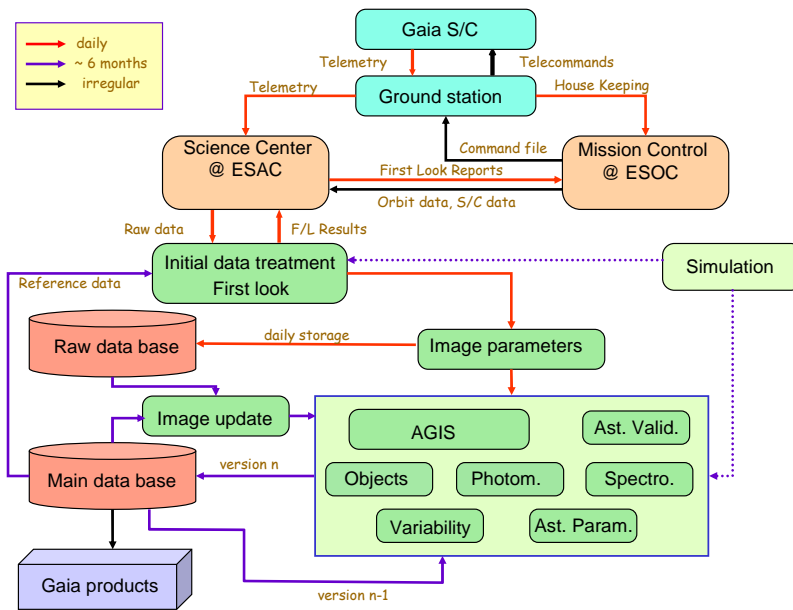 daily
~ 6 months
irregular
Gaia S/C
Telemetry
Telecommands
Telemetry
Ground station
House Keeping
Science Center
@ ESAC
Command file
Mission Control
@ ESOC
First Look Reports
Orbit data, S/C data
Raw data
F/L Results
Reference data
Initial data treatment
First look
Simulation
Raw data base
daily storage
Image parameters
Image update
AGIS
Ast. Valid.
Main data base
version n
Objects
Photom.
Spectro.
Variability
Ast. Param.
Gaia products
version n-1